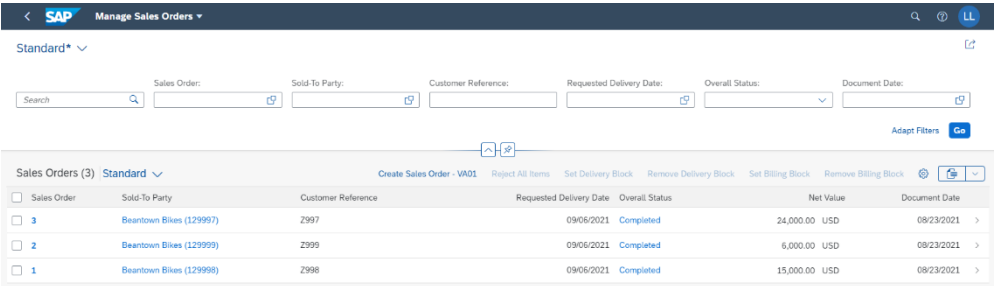 SAP Manage Sales Orders LL
Standard*
Sales Order: Sold-To Party: Customer Reference: Requested Delivery Date: Overall Status: Document Date:
Search
Adapt Filters Go
Sales Orders (3) Standard Create Sales Order - VA01 Reject All Items Set Delivery Block Remove Delivery Block Set Billing Block Remove Billing Block
Sales Order Sold-To Party Customer Reference Requested Delivery Date Overall Status Net Value Document Date
3 Beantown Bikes (129997) Z997 09/06/2021 Completed 24,000.00 USD 08/23/2021
2 Beantown Bikes (129999) Z999 09/06/2021 Completed 6,000.00 USD 08/23/2021
1 Beantown Bikes (129998) Z998 09/06/2021 Completed 15,000.00 USD 08/23/2021